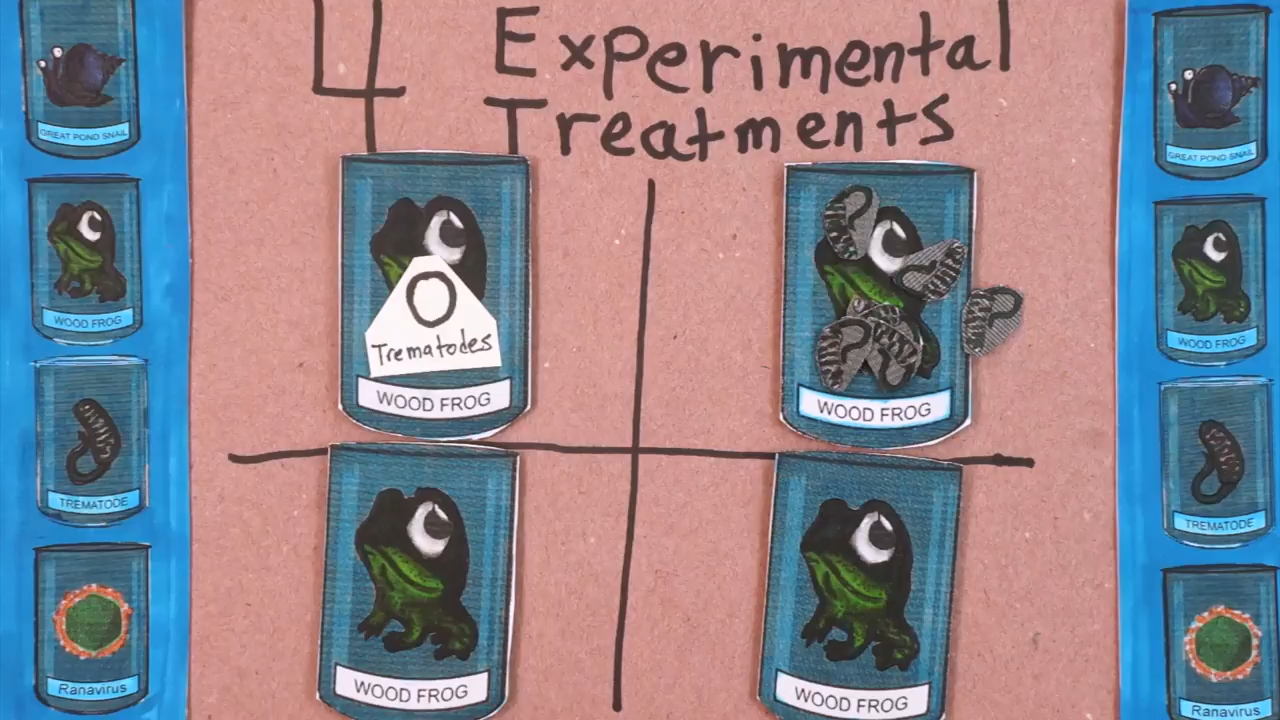 4 Experimental
Treatments
GREAT POND SNAIL
WOOD FROG
TREMATODE
Ranavirus
O
Trematodes
WOOD FROG
WOOD FROG
WOOD FROG
WOOD FROG
GREAT POND SNAIL
WOOD FROG
TREMATODE
Ranavirus